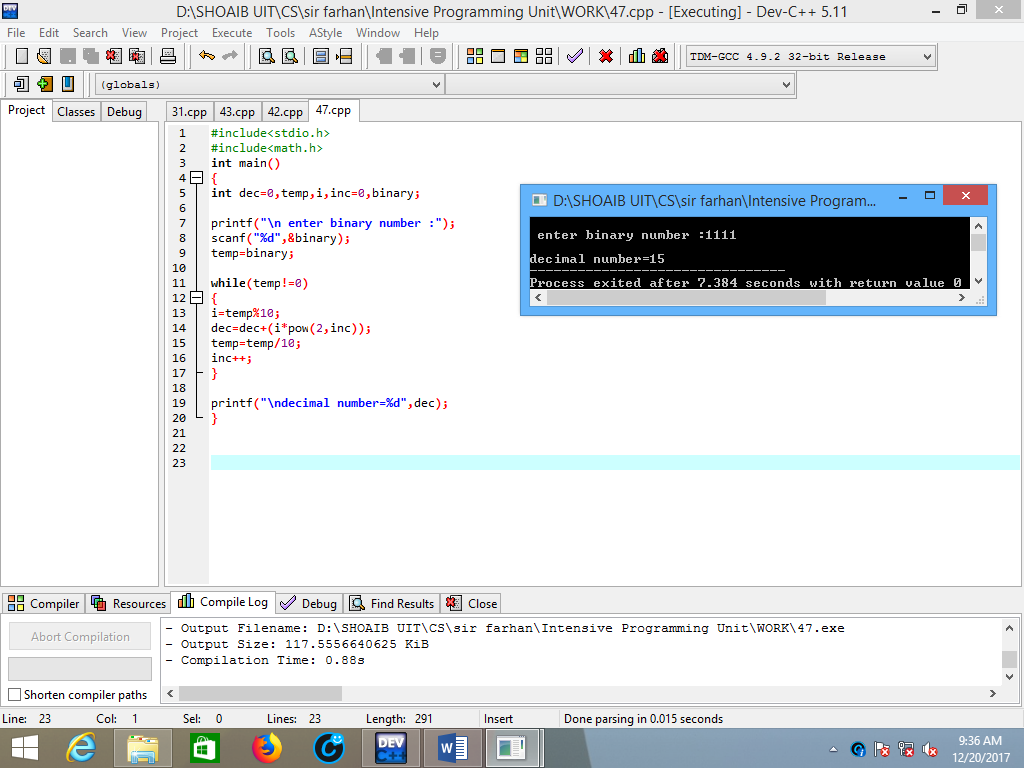 D:\SHOAIB UIT\CS\sir farhan\Intensive Programming Unit\WORK\47.cpp - [Executing] - Dev-C++ 5.11
File Edit Search View Project Execute Tools AStyle Window Help
TDM-GCC 4.9.2 32-bit Release
(globals)
Project Classes Debug
31.cpp 43.cpp 42.cpp 47.cpp
1 #include<stdio.h>
2 #include<math.h>
3 int main()
4 {
5 int dec=0,temp,i,inc=0,binary;
6
7 printf("\n enter binary number :");
8 scanf("%d",&binary);
9 temp=binary;
10
11 while(temp!=0)
12 {
13 i=temp%10;
14 dec=dec+(i*pow(2,inc));
15 temp=temp/10;
16 inc++;
17 }
18
19 printf("\ndecimal number=%d",dec);
20 }
21
22
23
D:\SHOAIB UIT\CS\sir farhan\Intensive Program...
enter binary number :1111
decimal number=15
--------------------------------
Process exited after 7.384 seconds with return value 0
Compiler Resources Compile Log Debug Find Results Close
Abort Compilation
Shorten compiler paths
- Output Filename: D:\SHOAIB UIT\CS\sir farhan\Intensive Programming Unit\WORK\47.exe
- Output Size: 117.5556640625 KiB
- Compilation Time: 0.88s
Line: 23 Col: 1 Sel: 0 Lines: 23 Length: 291 Insert Done parsing in 0.015 seconds
DEV C++
9:36 AM
12/20/2017